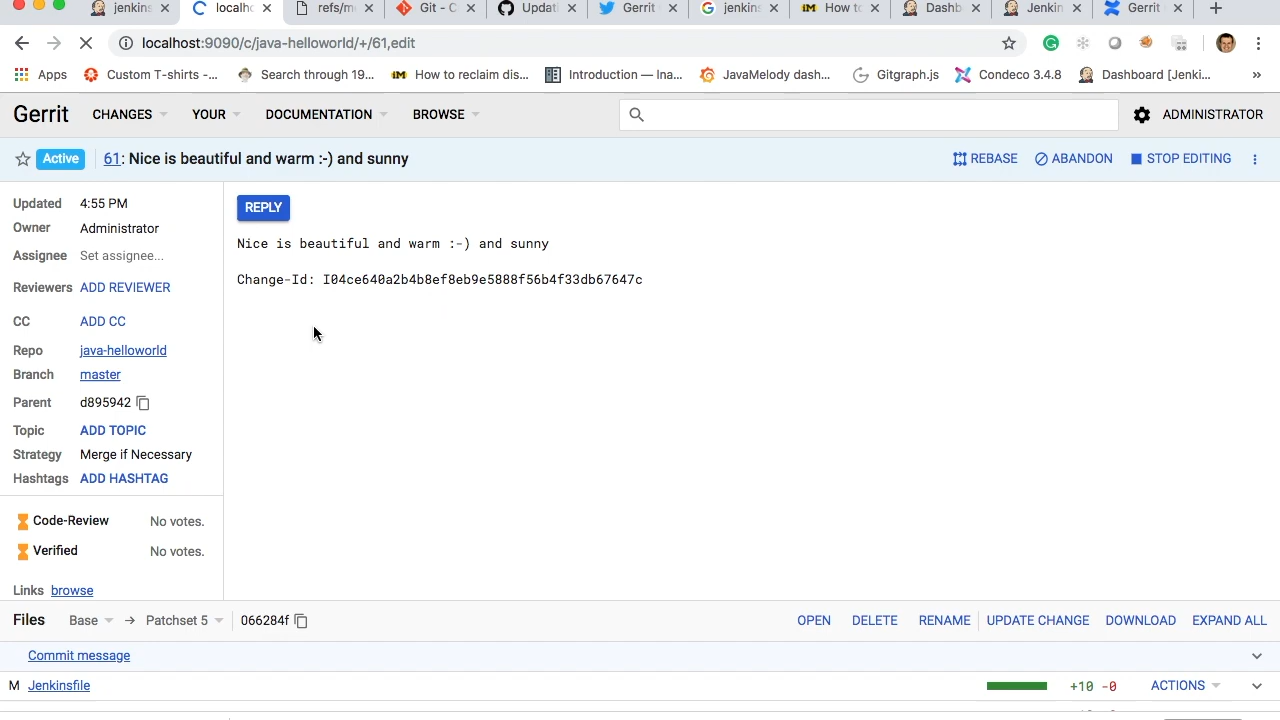 jenkins
localho
refs/m
Git - C
Updati
Gerrit
jenkins
How to
Dashb
Jenkin
Gerrit
localhost:9090/c/java-helloworld/+/61,edit
Apps
Custom T-shirts -...
Search through 19...
How to reclaim dis...
Introduction — Ina...
JavaMelody dash...
Gitgraph.js
Condeco 3.4.8
Dashboard [Jenki...
»
Gerrit CHANGES YOUR DOCUMENTATION BROWSE ADMINISTRATOR
Active 61: Nice is beautiful and warm :-) and sunny REBASE ABANDON STOP EDITING
Updated 4:55 PM
Owner Administrator
Assignee Set assignee...
Reviewers ADD REVIEWER
CC ADD CC
Repo java-helloworld
Branch master
Parent d895942
Topic ADD TOPIC
Strategy Merge if Necessary
Hashtags ADD HASHTAG
Code-Review No votes.
Verified No votes.
Links browse
REPLY
Nice is beautiful and warm :-) and sunny
Change-Id: I04ce640a2b4b8ef8eb9e5888f56b4f33db67647c
Files Base → Patchset 5 066284f OPEN DELETE RENAME UPDATE CHANGE DOWNLOAD EXPAND ALL
Commit message
M Jenkinsfile +10 -0 ACTIONS